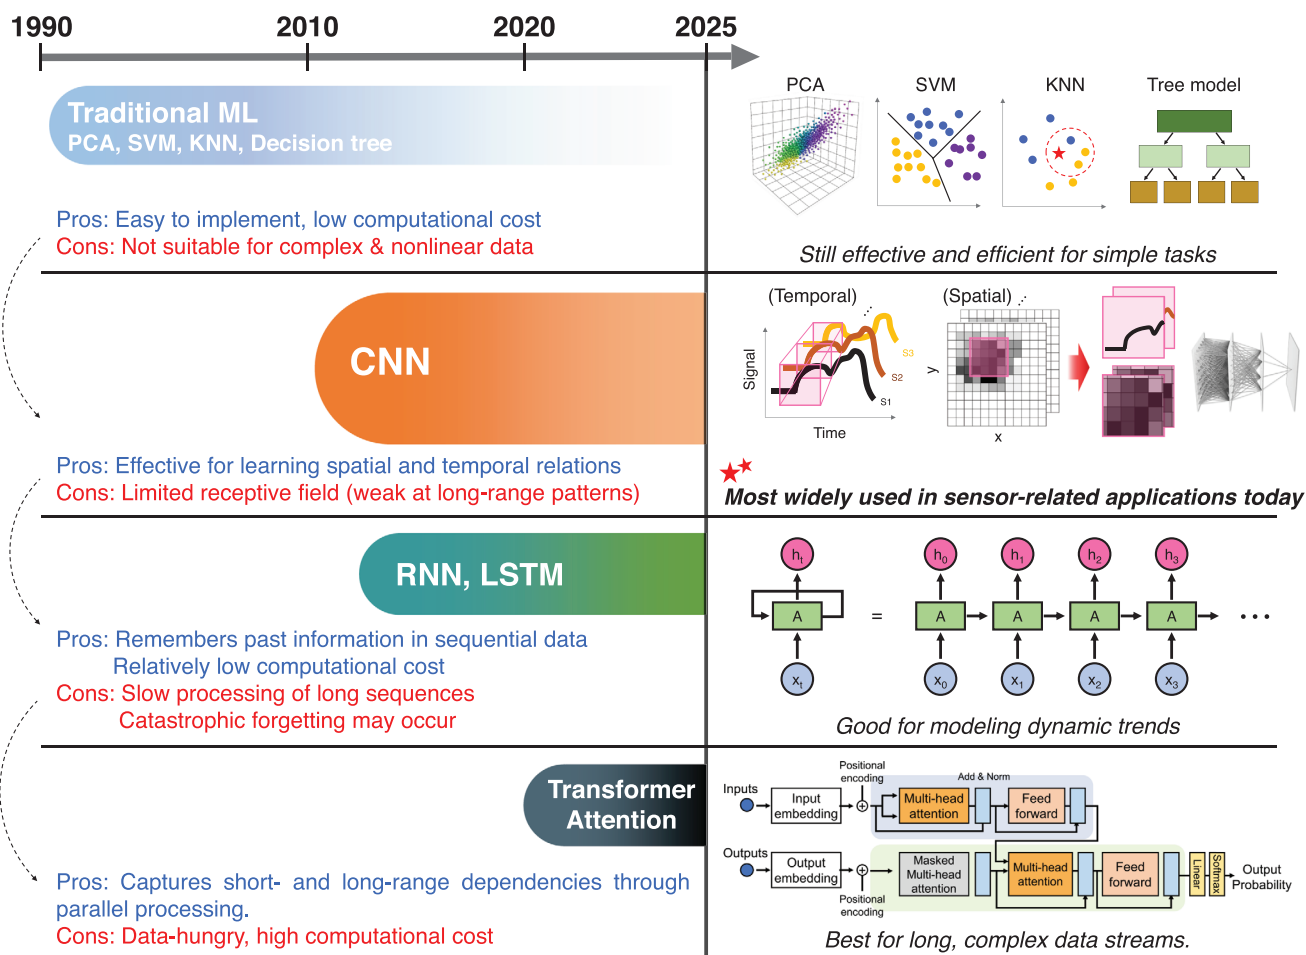 1990 2010 2020 2025
Traditional ML
PCA, SVM, KNN, Decision tree
Pros: Easy to implement, low computational cost
Cons: Not suitable for complex & nonlinear data
PCA SVM KNN Tree model
Still effective and efficient for simple tasks
CNN
Pros: Effective for learning spatial and temporal relations
Cons: Limited receptive field (weak at long-range patterns)
(Temporal) (Spatial)
Signal
S3
S2
S1
Time
y
x
Most widely used in sensor-related applications today
RNN, LSTM
Pros: Remembers past information in sequential data
Relatively low computational cost
Cons: Slow processing of long sequences
Catastrophic forgetting may occur
hₜ h₀ h₁ h₂ h₃
A = A A A A ...
xₜ x₀ x₁ x₂ x₃
Good for modeling dynamic trends
Transformer
Attention
Pros: Captures short- and long-range dependencies through
parallel processing.
Cons: Data-hungry, high computational cost
Positional
encoding
Add & Norm
Inputs
Input
embedding
Multi-head
attention
Feed
forward
Outputs
Output
embedding
Positional
encoding
Masked
Multi-head
attention
Multi-head
attention
Feed
forward
Linear
Softmax
Output
Probability
Best for long, complex data streams.